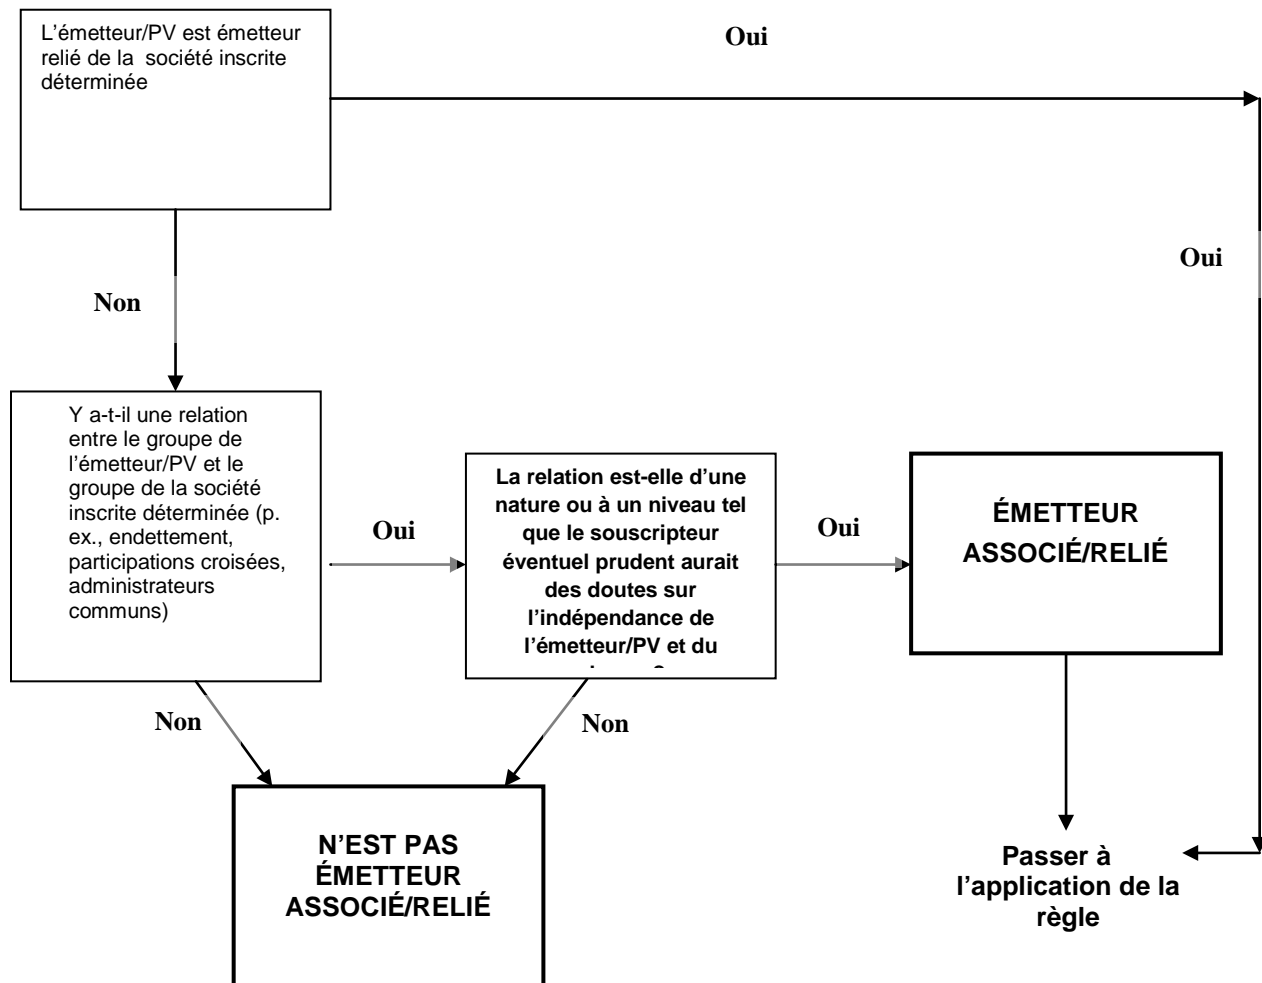 L'émetteur/PV est émetteur
relié de la société inscrite
déterminée
Oui
Oui
Non
Y a-t-il une relation
entre le groupe de
l'émetteur/PV et le
groupe de la société
inscrite déterminée (p.
ex., endettement,
participations croisées,
administrateurs
communs)
Oui
La relation est-elle d'une
nature ou à un niveau tel
que le souscripteur
éventuel prudent aurait
des doutes sur
l'indépendance de
l'émetteur/PV et du
Oui
ÉMETTEUR
ASSOCIÉ/RELIÉ
Non
Non
N'EST PAS
ÉMETTEUR
ASSOCIÉ/RELIÉ
Passer à
l'application de la
règle